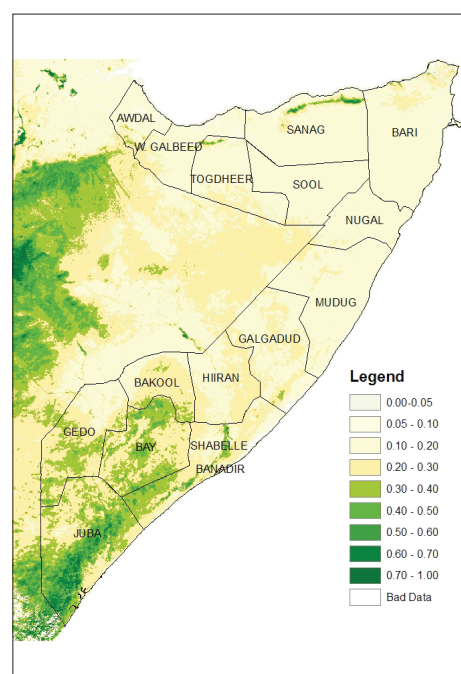 AWDAL
W. GALBEED
TOGDHEER
SANAG
BARI
SOOL
NUGAL
MUDUG
GALGADUD
HIIRAN
BAKOOL
GEDO
BAY
SHABELLE
BANADIR
JUBA
Legend
0.00-0.05
0.05 - 0.10
0.10 - 0.20
0.20 - 0.30
0.30 - 0.40
0.40 - 0.50
0.50 - 0.60
0.60 - 0.70
0.70 - 1.00
Bad Data